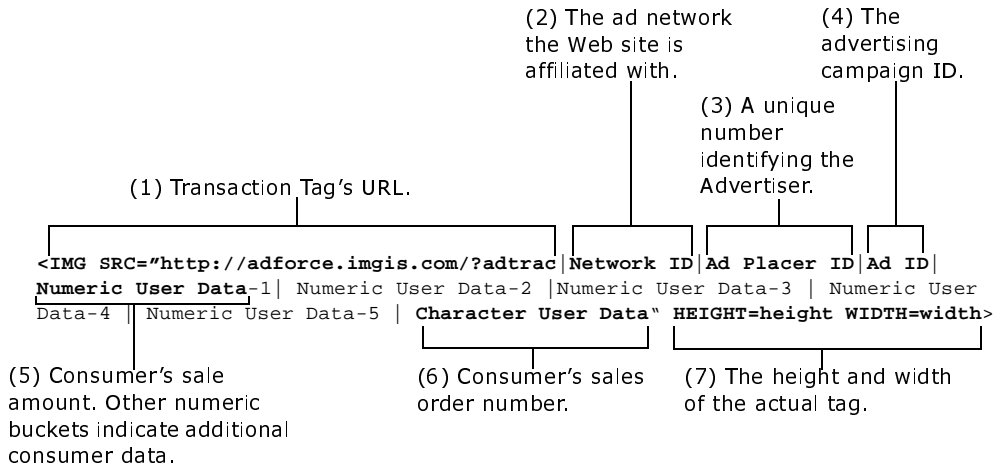 (2) The ad network
the Web site is
affiliated with.
(4) The
advertising
campaign ID.
(3) A unique
number
identifying the
Advertiser.
(1) Transaction Tag’s URL.
<IMG SRC=”http://adforce.imgis.com/?adtrac|Network ID|Ad Placer ID|Ad ID|
Numeric User Data-1| Numeric User Data-2 |Numeric User Data-3 | Numeric User
Data-4 | Numeric User Data-5 | Character User Data“ HEIGHT=height WIDTH=width>
(5) Consumer’s sale
amount. Other numeric
buckets indicate additional
consumer data.
(6) Consumer’s sales
order number.
(7) The height and width
of the actual tag.